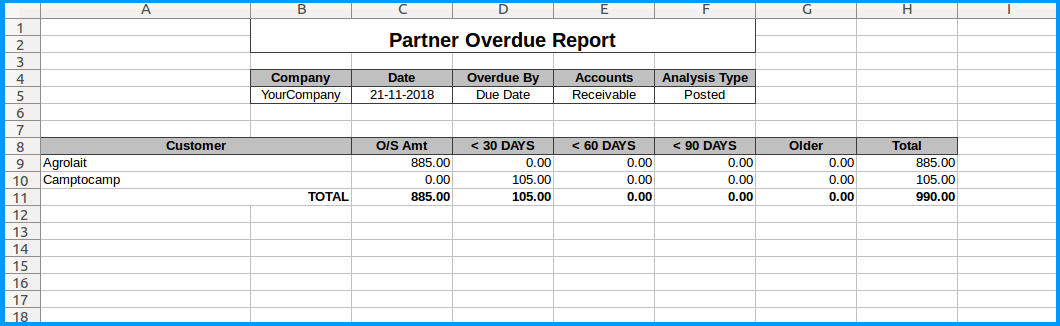 A B C D E F G H I
1
2 Partner Overdue Report
3
4 Company Date Overdue By Accounts Analysis Type
5 YourCompany 21-11-2018 Due Date Receivable Posted
6
7
8 Customer O/S Amt < 30 DAYS < 60 DAYS < 90 DAYS Older Total
9 Agrolait 885.00 0.00 0.00 0.00 0.00 885.00
10 Camptocamp 0.00 105.00 0.00 0.00 0.00 105.00
11 TOTAL 885.00 105.00 0.00 0.00 0.00 990.00
12
13
14
15
16
17
18